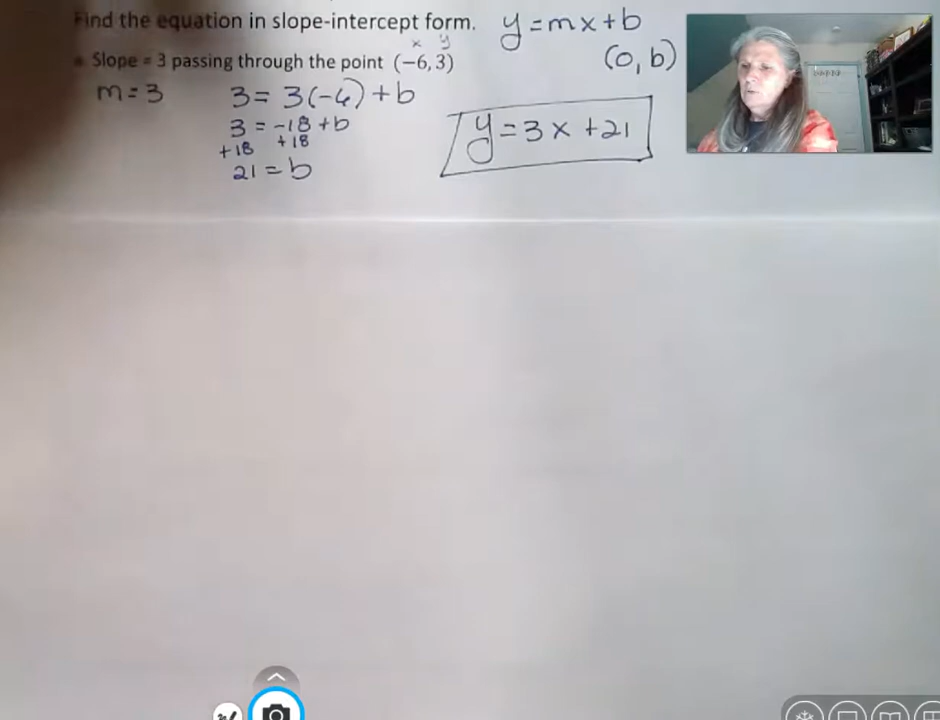 Find the equation in slope-intercept form. y=mx+b
Slope = 3 passing through the point (−6, 3) (0, b)
x y
m=3
3 = 3(-6)+b
3 = -18 +b
+18 +18
21 = b
y=3x+21